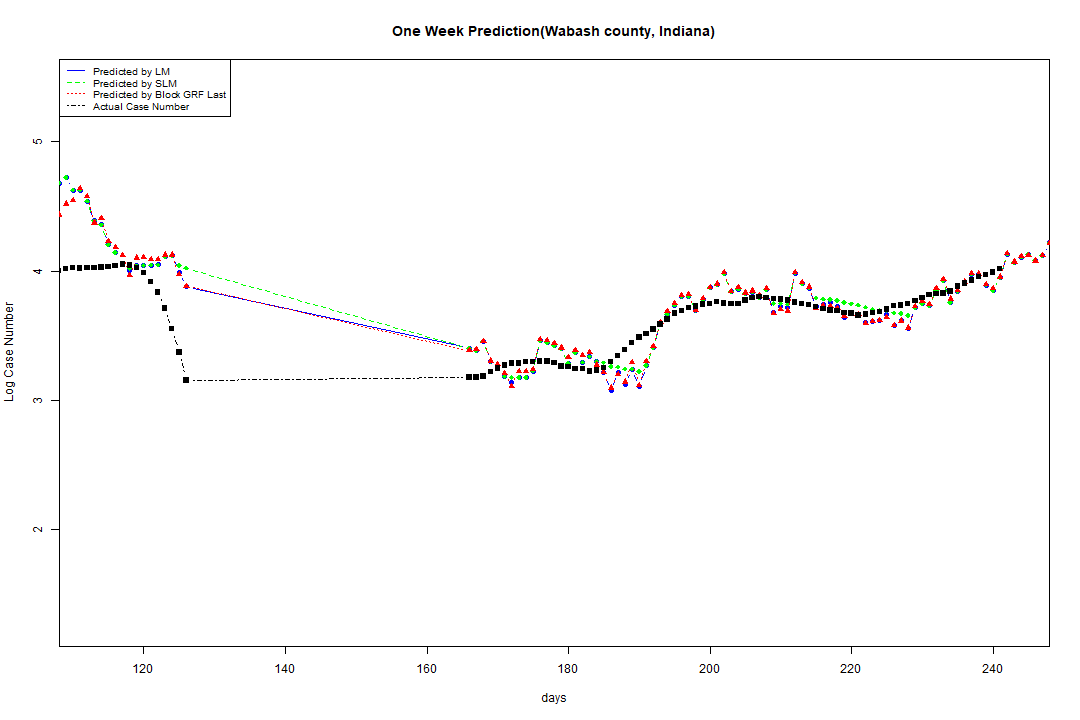 One Week Prediction(Wabash county, Indiana)
Predicted by LM
Predicted by SLM
Predicted by Block GRF Last
Actual Case Number
5
4
3
2
Log Case Number
120 140 160 180 200 220 240
days